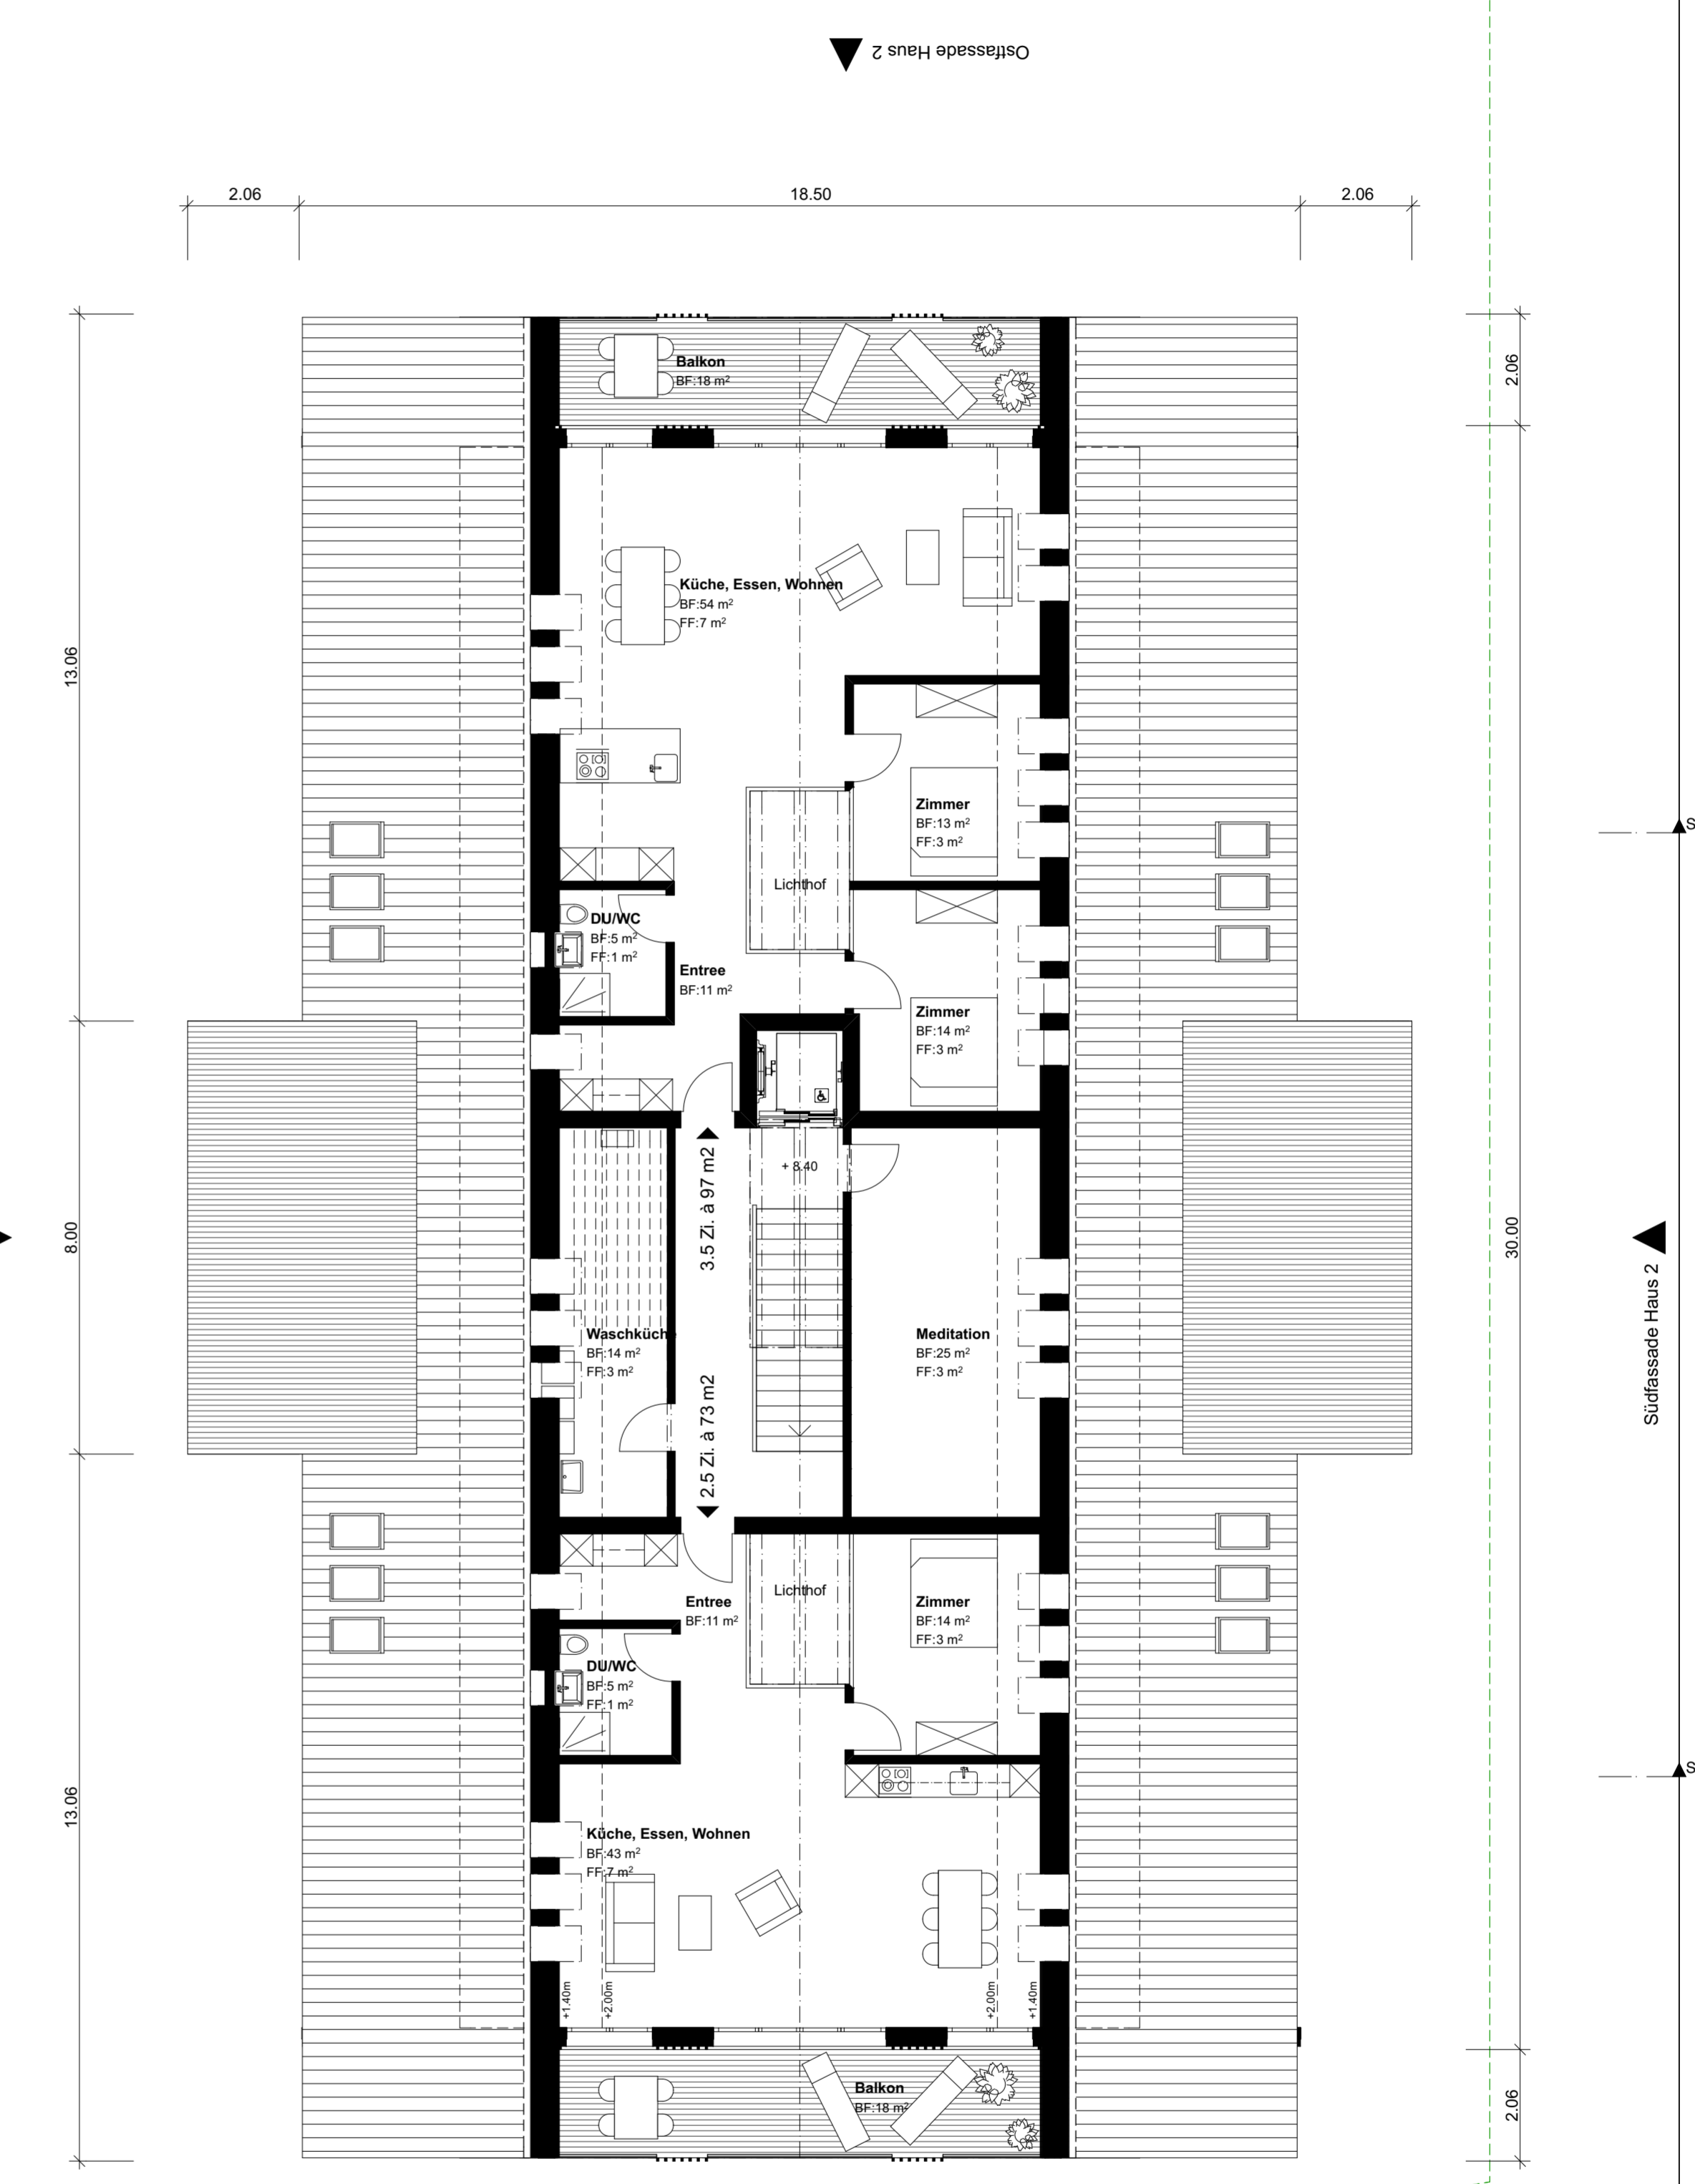 Ostfassade Haus 2
2.06
18.50
2.06
2.06
Balkon
BF:18 m²
Küche, Essen, Wohnen
BF:54 m²
FF:7 m²
13.06
Zimmer
BF:13 m²
FF:3 m²
S
Lichthof
DU/WC
BF:5 m²
FF:1 m²
Entree
BF:11 m²
Zimmer
BF:14 m²
FF:3 m²
+ 8.40
3.5 Zi. à 97 m2
8.00
30.00
Südfassade Haus 2
Waschküche
BF:14 m²
FF:3 m²
Meditation
BF:25 m²
FF:3 m²
2.5 Zi. à 73 m2
Lichthof
Entree
BF:11 m²
Zimmer
BF:14 m²
FF:3 m²
DU/WC
BF:5 m²
FF:1 m²
S
13.06
Küche, Essen, Wohnen
BF:43 m²
FF:7 m²
+1.40m
+2.00m
+2.00m
+1.40m
Balkon
BF:18 m²
2.06